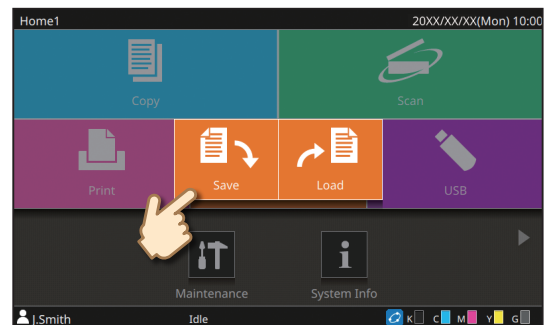 Home1 20XX/XX/XX(Mon) 10:00
Copy Scan
Print Save Load USB
Maintenance System Info
J.Smith Idle K C M Y G